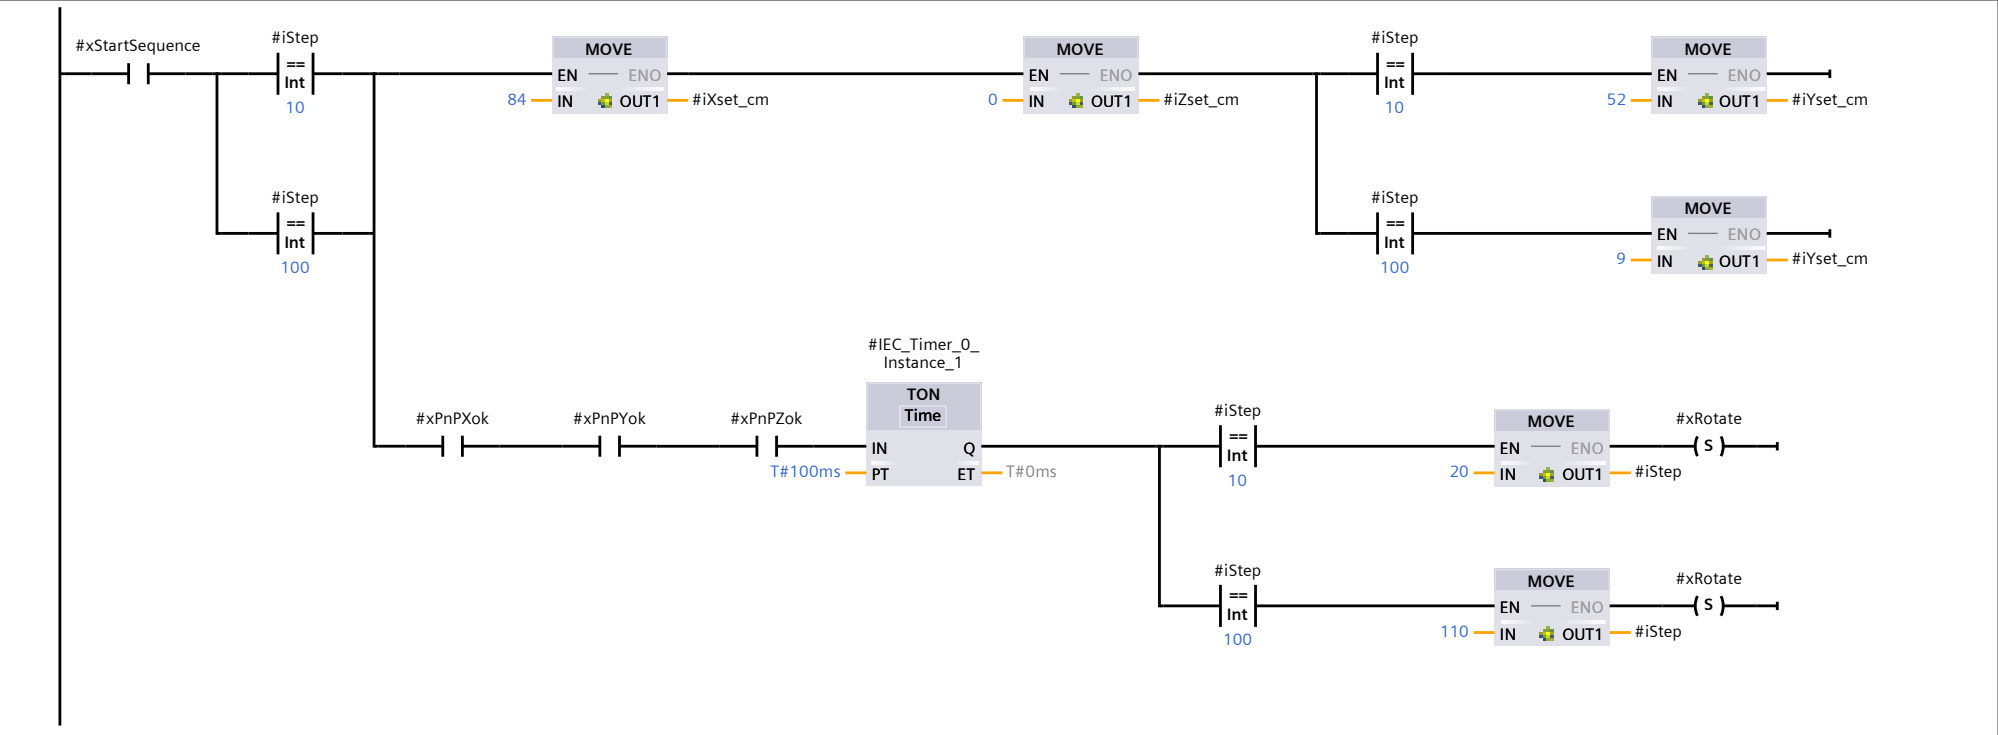 #xStartSequence
#iStep
==
Int
10
MOVE
EN ENO
84 IN OUT1 #iXset_cm
MOVE
EN ENO
0 IN OUT1 #iZset_cm
#iStep
==
Int
10
MOVE
EN ENO
52 IN OUT1 #iYset_cm
#iStep
==
Int
100
#iStep
==
Int
100
MOVE
EN ENO
9 IN OUT1 #iYset_cm
#xPnPXok
#xPnPYok
#xPnPZok
#IEC_Timer_0_
Instance_1
TON
Time
IN Q
T#100ms PT ET T#0ms
#iStep
==
Int
10
MOVE
EN ENO
20 IN OUT1 #iStep
#xRotate
S
#iStep
==
Int
100
MOVE
EN ENO
110 IN OUT1 #iStep
#xRotate
S